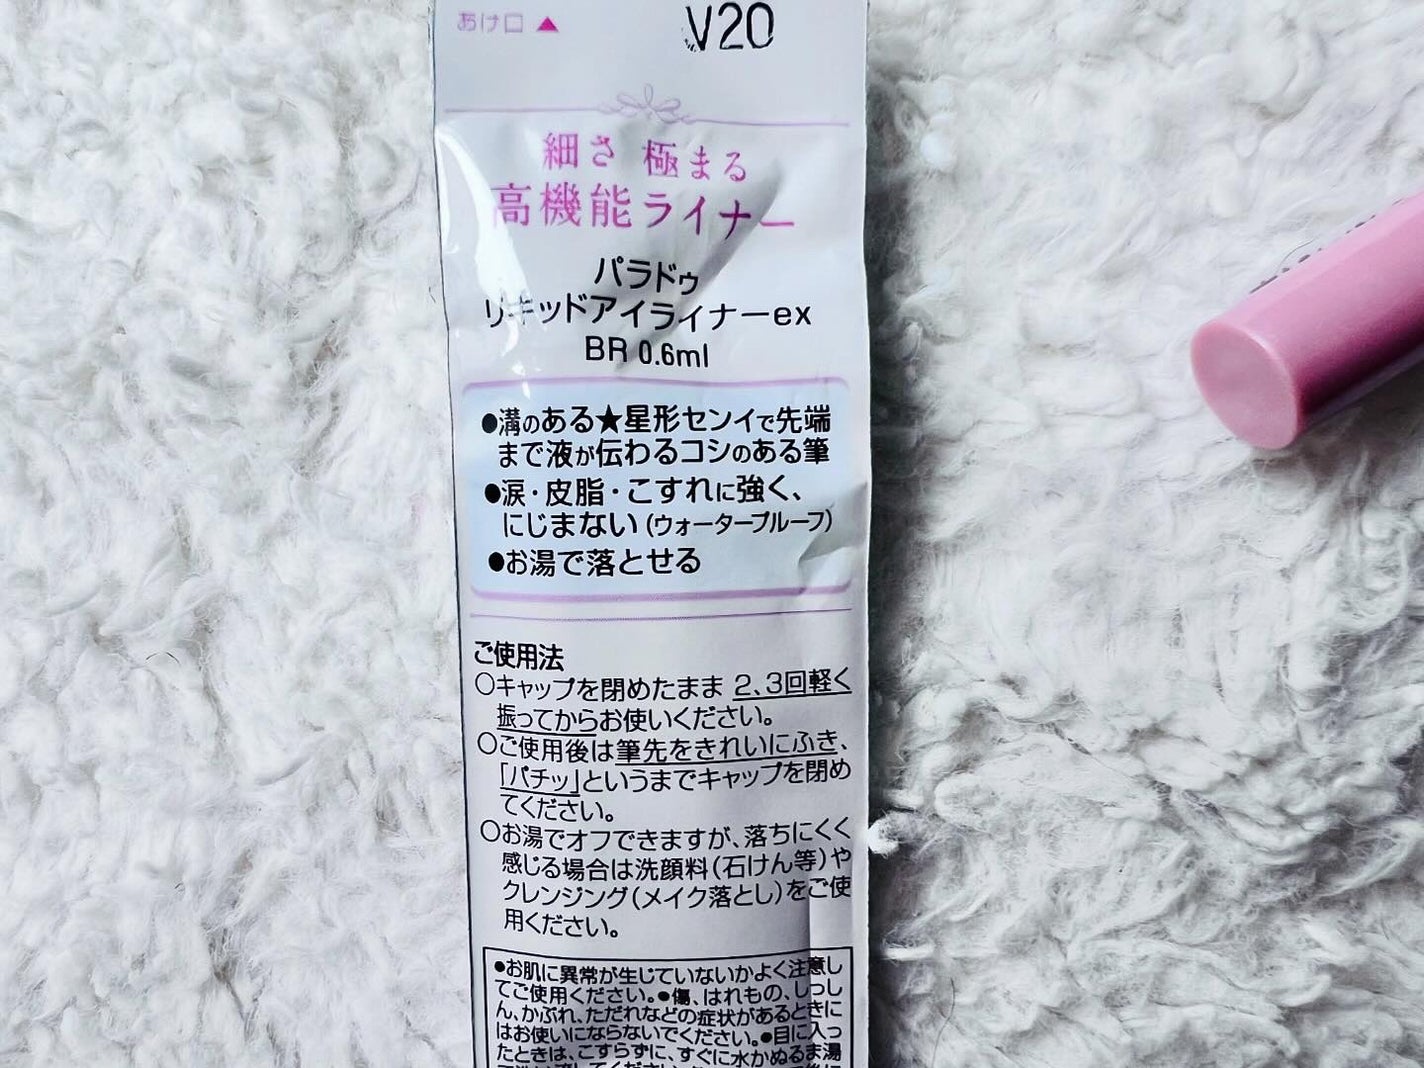 あけ口▲
V20
細さ 極まる
高機能ライナー
パラドゥ
リキッドアイライナーex
BR 0.6ml
●溝のある★星形センイで先端
まで液が伝わるコシのある筆
●涙・皮脂・こすれに強く、
にじまない(ウォータープルーフ)
●お湯で落とせる
ご使用法
○キャップを閉めたまま 2、3回軽く
振ってからお使いください。
○ご使用後は筆先をきれいにふき、
「パチッ」というまでキャップを閉め
てください。
○お湯でオフできますが、落ちにくく
感じる場合は洗顔料(石けん等)や
クレンジング(メイク落とし)をご使
用ください。
●お肌に異常が生じていないかよく注意し
てご使用ください。●傷、はれもの、しっし
ん、かぶれ、ただれなどの症状があるときに
はお使いにならないでください。●目に入っ
たときは、こすらずに、すぐに水かぬるま湯